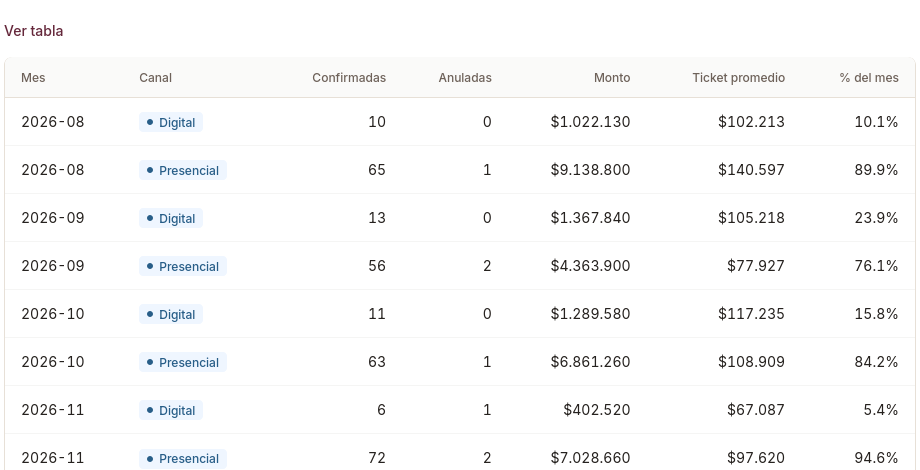 Ver tabla
Mes Canal Confirmadas Anuladas Monto Ticket promedio % del mes
2026-08 Digital 10 0 $1.022.130 $102.213 10.1%
2026-08 Presencial 65 1 $9.138.800 $140.597 89.9%
2026-09 Digital 13 0 $1.367.840 $105.218 23.9%
2026-09 Presencial 56 2 $4.363.900 $77.927 76.1%
2026-10 Digital 11 0 $1.289.580 $117.235 15.8%
2026-10 Presencial 63 1 $6.861.260 $108.909 84.2%
2026-11 Digital 6 1 $402.520 $67.087 5.4%
2026-11 Presencial 72 2 $7.028.660 $97.620 94.6%